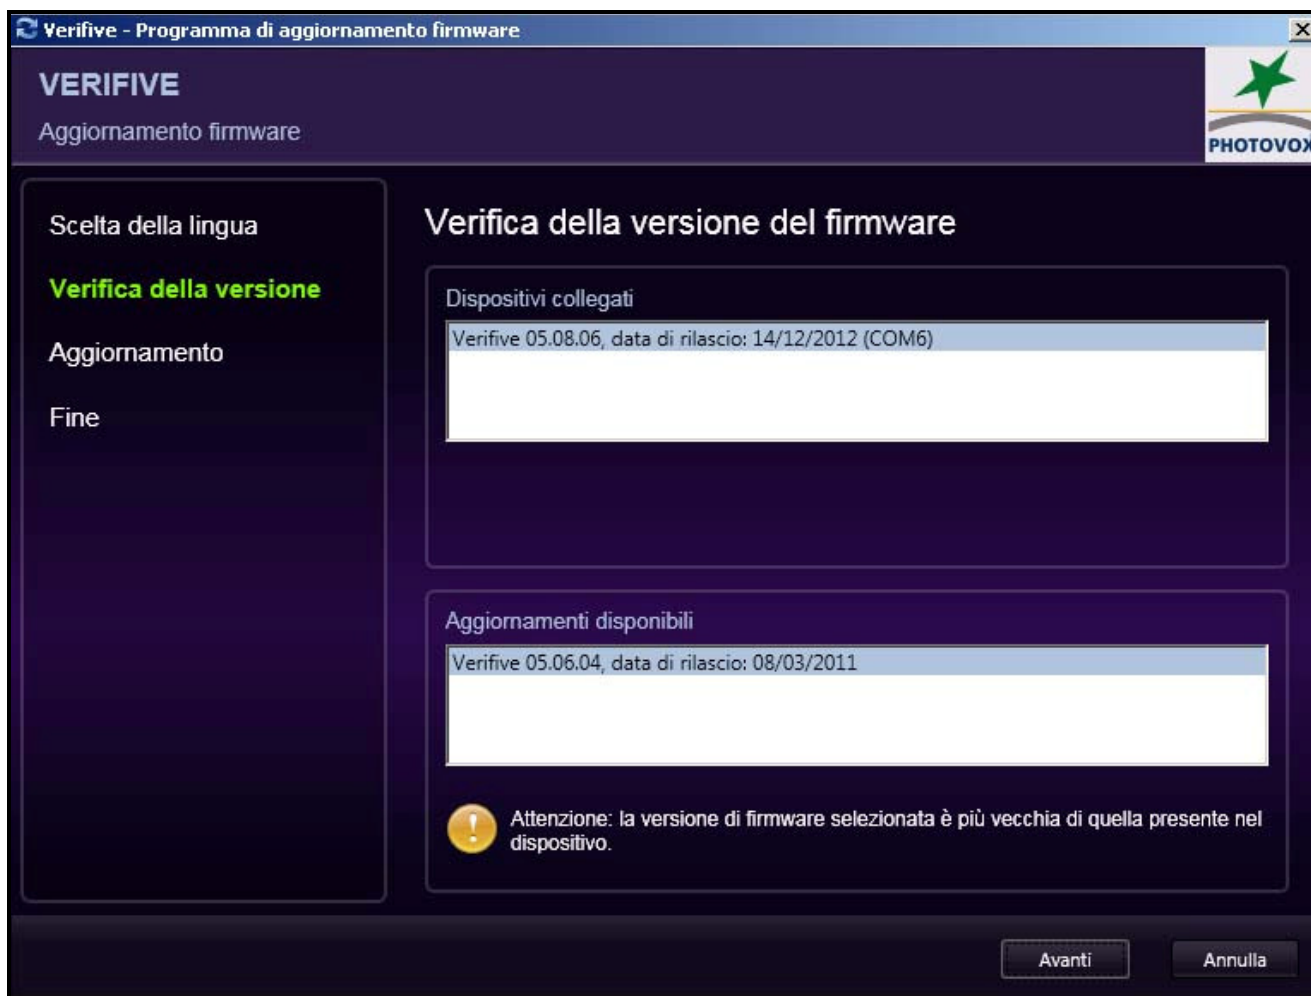 Verifive - Programma di aggiornamento firmware
VERIFIVE
Aggiornamento firmware
PHOTOVOX
Scelta della lingua
Verifica della versione
Aggiornamento
Fine
Verifica della versione del firmware
Dispositivi collegati
Verifive 05.08.06, data di rilascio: 14/12/2012 (COM6)
Aggiornamenti disponibili
Verifive 05.06.04, data di rilascio: 08/03/2011
Attenzione: la versione di firmware selezionata è più vecchia di quella presente nel
dispositivo.
Avanti
Annulla